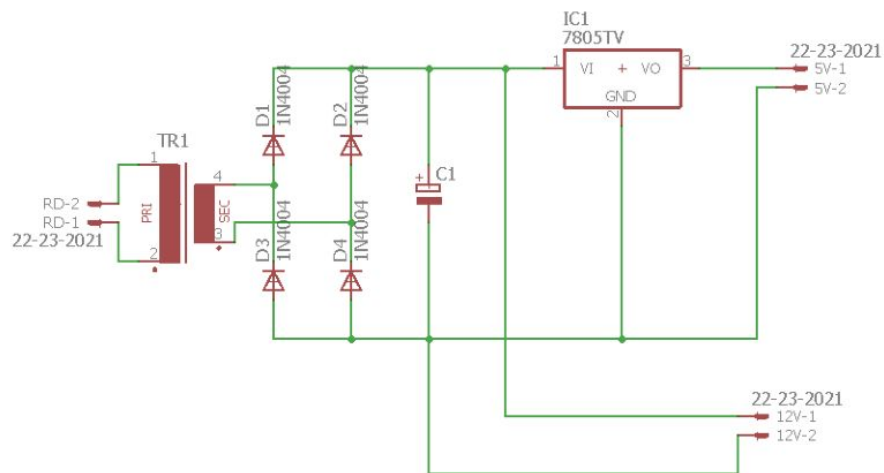 IC1
7805TV
1 VI + VO 3
GND
2
22-23-2021
5V-1
5V-2
D1
1N4004
D2
1N4004
TR1
1
4
RD-2
RD-1
22-23-2021
PRI
SEC
2
3
C1
+
D3
1N4004
D4
1N4004
22-23-2021
12V-1
12V-2